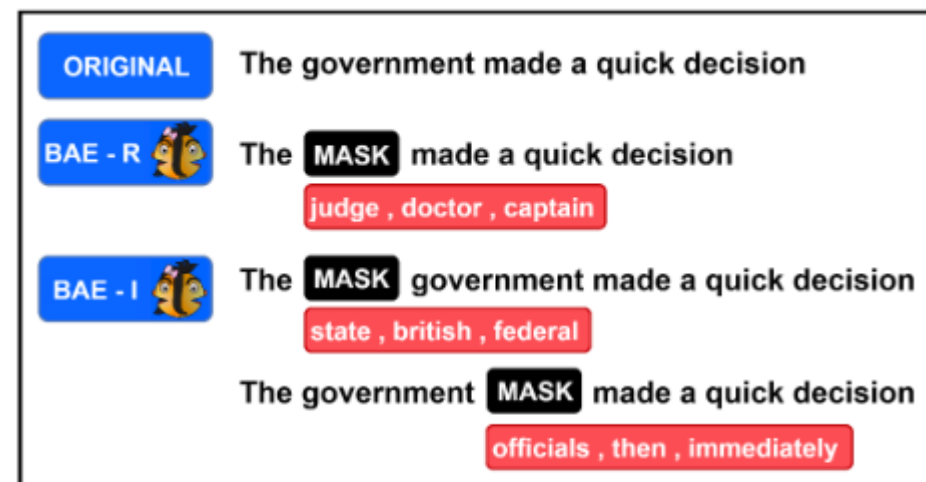 ORIGINAL The government made a quick decision
BAE - R The MASK made a quick decision
judge , doctor , captain
BAE - I The MASK government made a quick decision
state , british , federal
The government MASK made a quick decision
officials , then , immediately